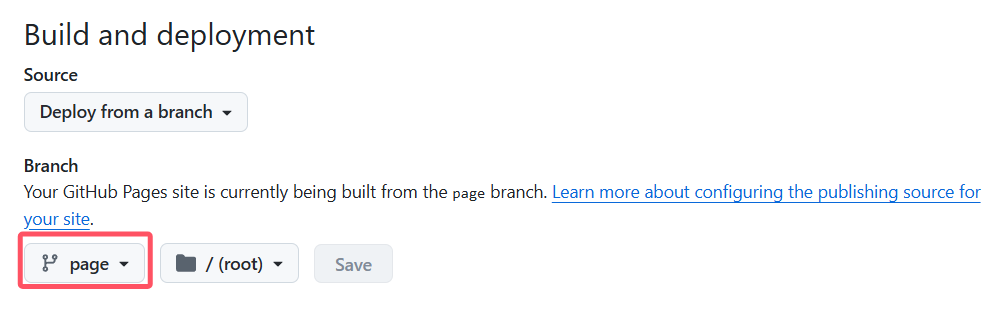 Build and deployment
Source
Deploy from a branch
Branch
Your GitHub Pages site is currently being built from the page branch. Learn more about configuring the publishing source for
your site.
page / (root) Save